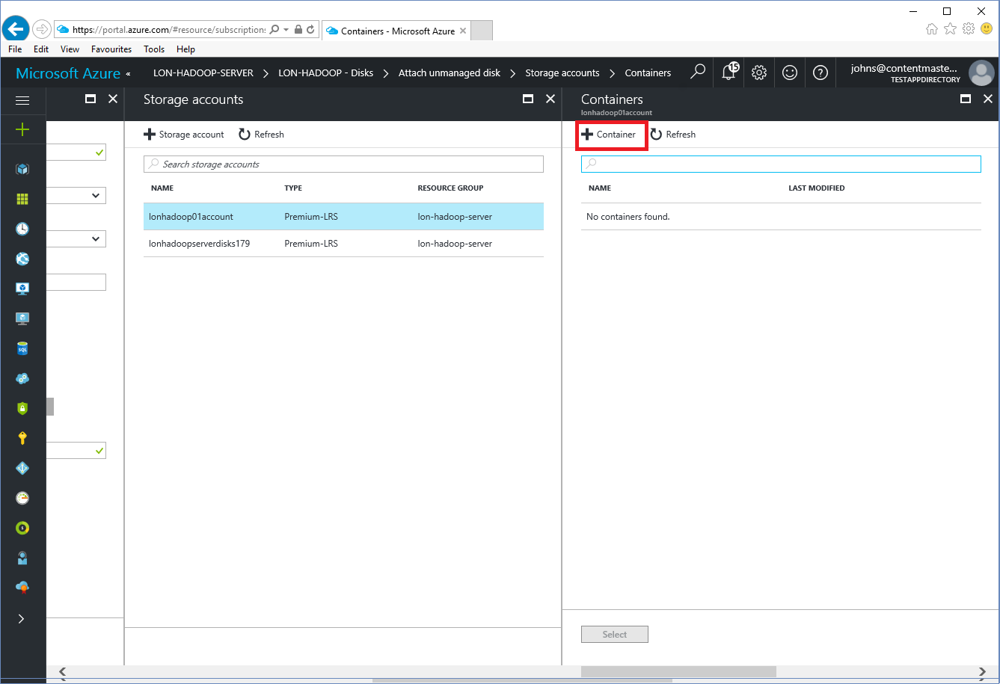 https://portal.azure.com/#resource/subscriptions
Containers - Microsoft Azure
File Edit View Favourites Tools Help
Microsoft Azure «
LON-HADOOP-SERVER > LON-HADOOP - Disks > Attach unmanaged disk > Storage accounts > Containers
15
johns@contentmaste...
TESTAPPDIRECTORY
Storage accounts
Storage account Refresh
Search storage accounts
NAME TYPE RESOURCE GROUP
lonhadoop01account Premium-LRS lon-hadoop-server
lonhadoopserverdisks179 Premium-LRS lon-hadoop-server
Containers
lonhadoop01account
Container Refresh
NAME LAST MODIFIED
No containers found.
Select
SQL